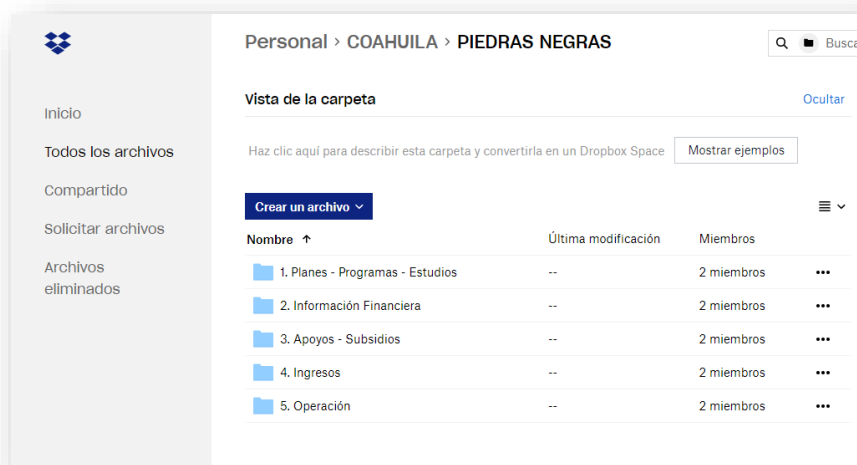 Personal › COAHUILA › PIEDRAS NEGRAS
Busca
Vista de la carpeta
Ocultar
Inicio
Todos los archivos
Compartido
Solicitar archivos
Archivos
eliminados
Haz clic aquí para describir esta carpeta y convertirla en un Dropbox Space
Mostrar ejemplos
Crear un archivo
Nombre ↑ Última modificación Miembros
1. Planes - Programas - Estudios -- 2 miembros •••
2. Información Financiera -- 2 miembros •••
3. Apoyos - Subsidios -- 2 miembros •••
4. Ingresos -- 2 miembros •••
5. Operación -- 2 miembros •••